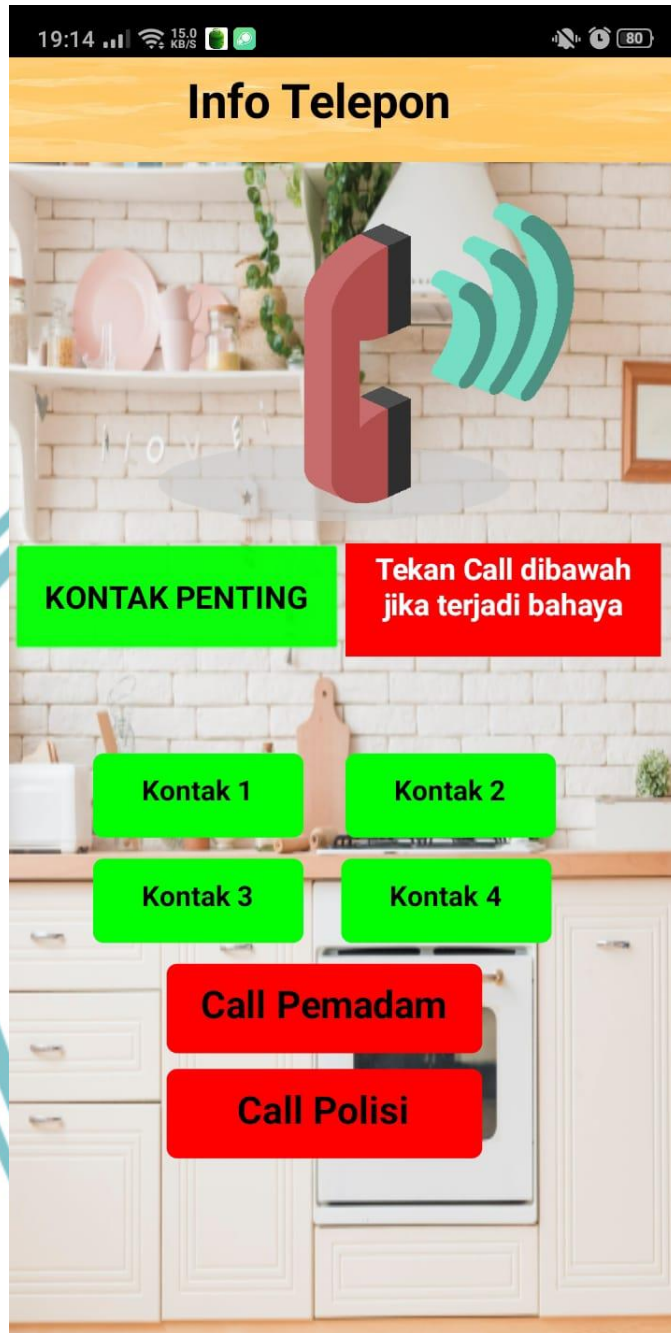 19:14
15.0
KB/S
80
Info Telepon
KONTAK PENTING
Tekan Call dibawah
jika terjadi bahaya
Kontak 1
Kontak 2
Kontak 3
Kontak 4
Call Pemadam
Call Polisi